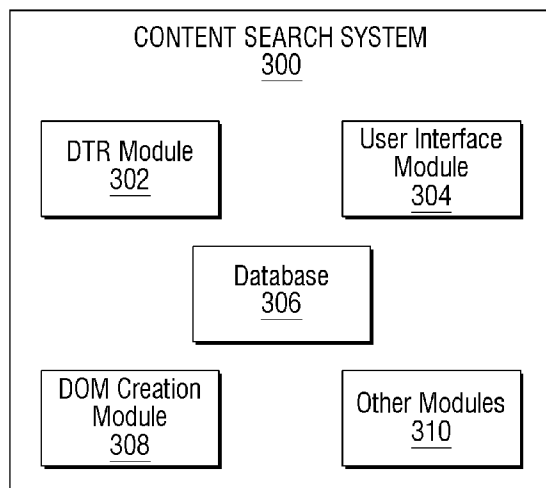 CONTENT SEARCH SYSTEM
300
DTR Module
302
User Interface
Module
304
Database
306
DOM Creation
Module
308
Other Modules
310